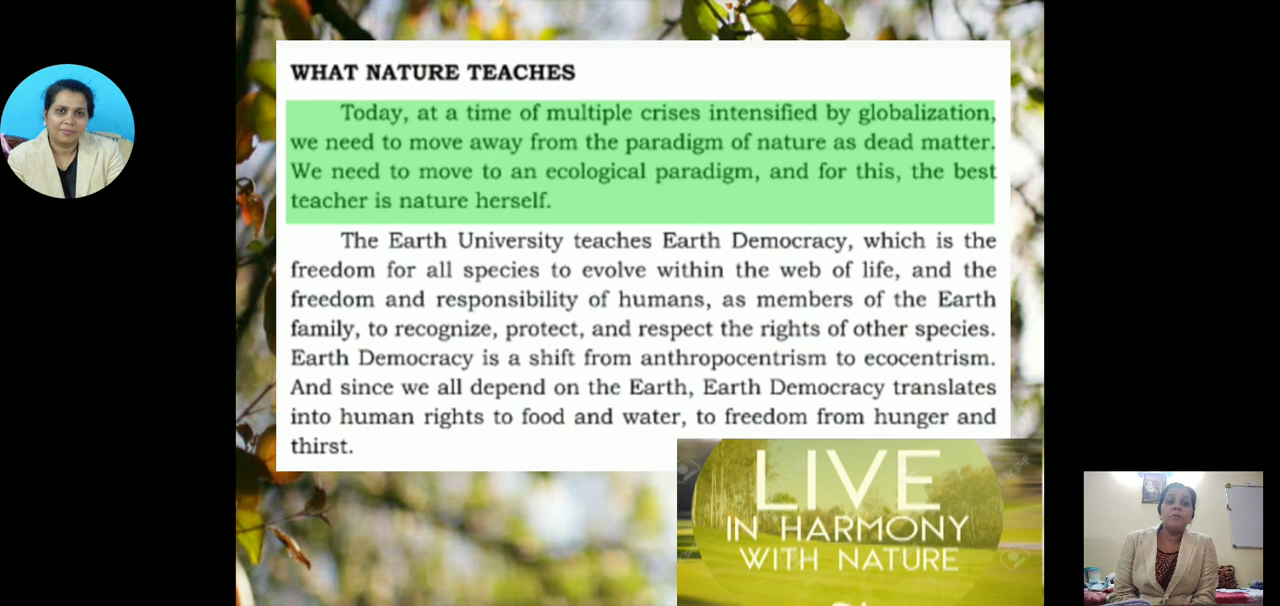 WHAT NATURE TEACHES
Today, at a time of multiple crises intensified by globalization,
we need to move away from the paradigm of nature as dead matter.
We need to move to an ecological paradigm, and for this, the best
teacher is nature herself.
The Earth University teaches Earth Democracy, which is the
freedom for all species to evolve within the web of life, and the
freedom and responsibility of humans, as members of the Earth
family, to recognize, protect, and respect the rights of other species.
Earth Democracy is a shift from anthropocentrism to ecocentrism.
And since we all depend on the Earth, Earth Democracy translates
into human rights to food and water, to freedom from hunger and
thirst.
LIVE
IN HARMONY
WITH NATURE